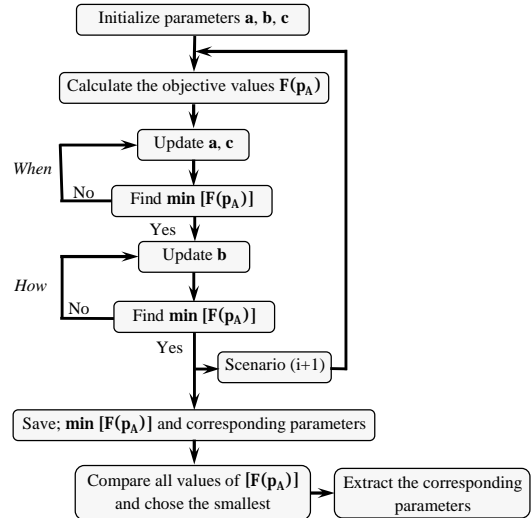 Initialize parameters a, b, c
Calculate the objective values F(pA)
Update a, c
When
No
Find min [F(pA)]
Yes
Update b
How
No
Find min [F(pA)]
Yes
Scenario (i+1)
Save; min [F(pA)] and corresponding parameters
Compare all values of [F(pA)]
and chose the smallest
Extract the corresponding
parameters